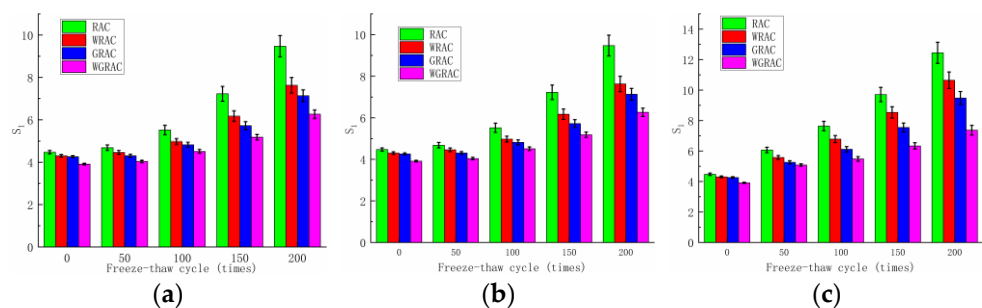 RAC
WRAC
GRAC
WGRAC
S1
10
8
6
4
2
0
0 50 100 150 200
Freeze-thaw cycle (times)
(a)
RAC
WRAC
GRAC
WGRAC
S1
10
8
6
4
2
0
0 50 100 150 200
Freeze-thaw cycle (times)
(b)
RAC
WRAC
GRAC
WGRAC
S1
14
12
10
8
6
4
2
0
0 50 100 150 200
Freeze-thaw cycle (times)
(c)